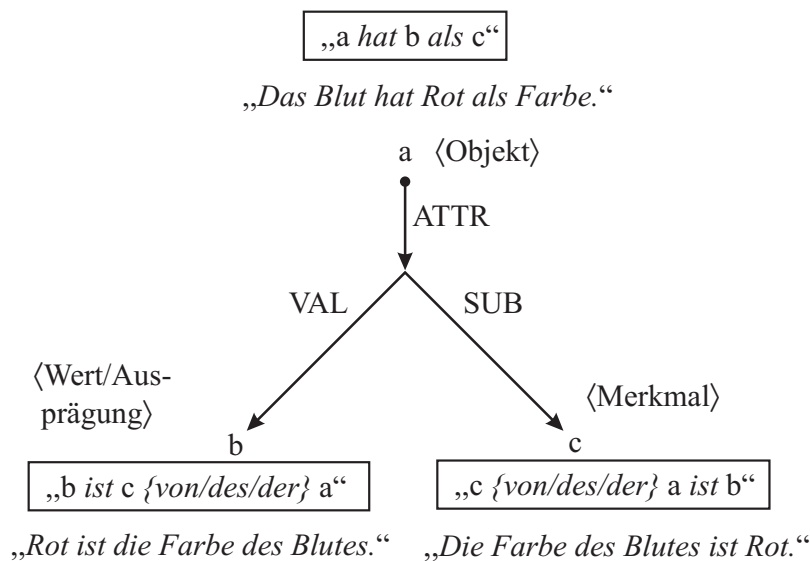 „a hat b als c“
„Das Blut hat Rot als Farbe.“
a 〈Objekt〉
ATTR
VAL SUB
〈Wert/Aus-
prägung〉
〈Merkmal〉
b c
„b ist c {von/des/der} a“ „c {von/des/der} a ist b“
„Rot ist die Farbe des Blutes.“ „Die Farbe des Blutes ist Rot.“